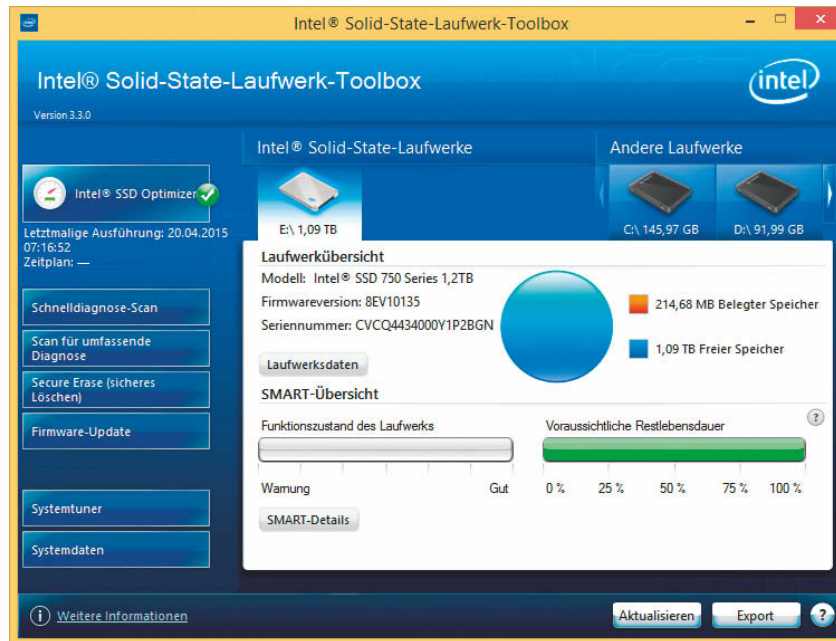 Intel® Solid-State-Laufwerk-Toolbox
Intel® Solid-State-Laufwerk-Toolbox
intel
Version 3.3.0
Intel® Solid-State-Laufwerke
Andere Laufwerke
Intel® SSD Optimizer
E:\ 1,09 TB
C:\ 145,97 GB
D:\ 91,99 GB
Letztmalige Ausführung: 20.04.2015
07:16:52
Zeitplan: —
Laufwerkübersicht
Modell: Intel® SSD 750 Series 1,2TB
Firmwareversion: 8EV10135
Seriennummer: CVCQ4434000Y1P2BGN
214,68 MB Belegter Speicher
1,09 TB Freier Speicher
Laufwerksdaten
Schnelldiagnose-Scan
Scan für umfassende
Diagnose
Secure Erase (sicheres
Löschen)
Firmware-Update
SMART-Übersicht
?
Funktionszustand des Laufwerks
Voraussichtliche Restlebensdauer
Warnung
Gut
0 %
25 %
50 %
75 %
100 %
SMART-Details
Systemtuner
Systemdaten
i
Weitere Informationen
Aktualisieren
Export
?